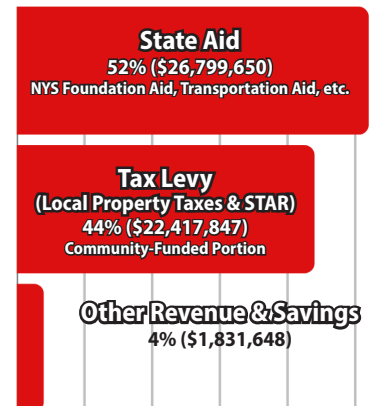 State Aid
52% ($26,799,650)
NYS Foundation Aid, Transportation Aid, etc.
Tax Levy
(Local Property Taxes & STAR)
44% ($22,417,847)
Community-Funded Portion
Other Revenue & Savings
4% ($1,831,648)